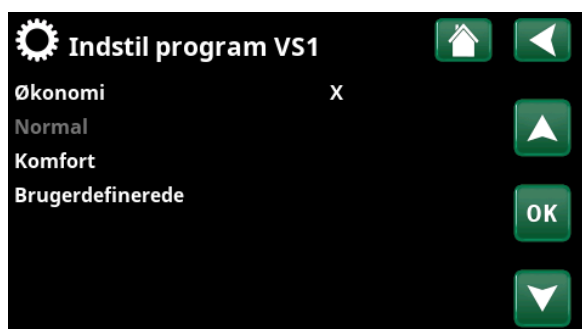 Indstil program VS1
Økonomi X
Normal
Komfort
Brugerdefinerede
OK